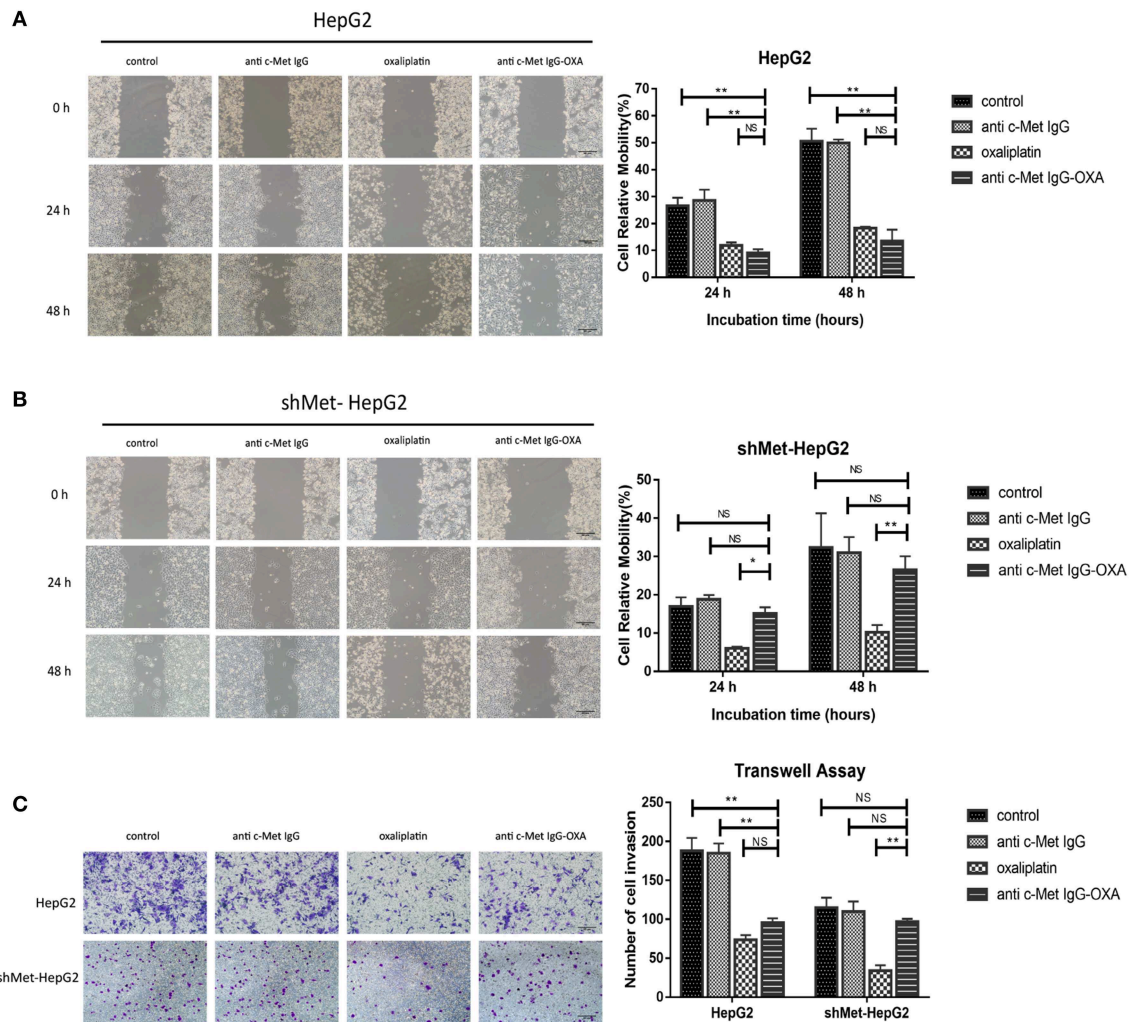 A
HepG2
control anti c-Met IgG oxaliplatin anti c-Met IgG-OXA
0 h
24 h
48 h
HepG2
Cell Relative Mobility(%)
70
60
50
40
30
20
10
0
** ** NS ** ** NS
24 h 48 h
Incubation time (hours)
control
anti c-Met IgG
oxaliplatin
anti c-Met IgG-OXA
B
shMet- HepG2
control anti c-Met IgG oxaliplatin anti c-Met IgG-OXA
0 h
24 h
48 h
shMet-HepG2
Cell Relative Mobility(%)
50
40
30
20
10
0
NS NS * NS NS **
24 h 48 h
Incubation time (hours)
control
anti c-Met IgG
oxaliplatin
anti c-Met IgG-OXA
C
control anti c-Met IgG oxaliplatin anti c-Met IgG-OXA
HepG2
shMet-HepG2
Transwell Assay
Number of cell invasion
250
200
150
100
50
0
** ** NS NS NS **
HepG2 shMet-HepG2
control
anti c-Met IgG
oxaliplatin
anti c-Met IgG-OXA